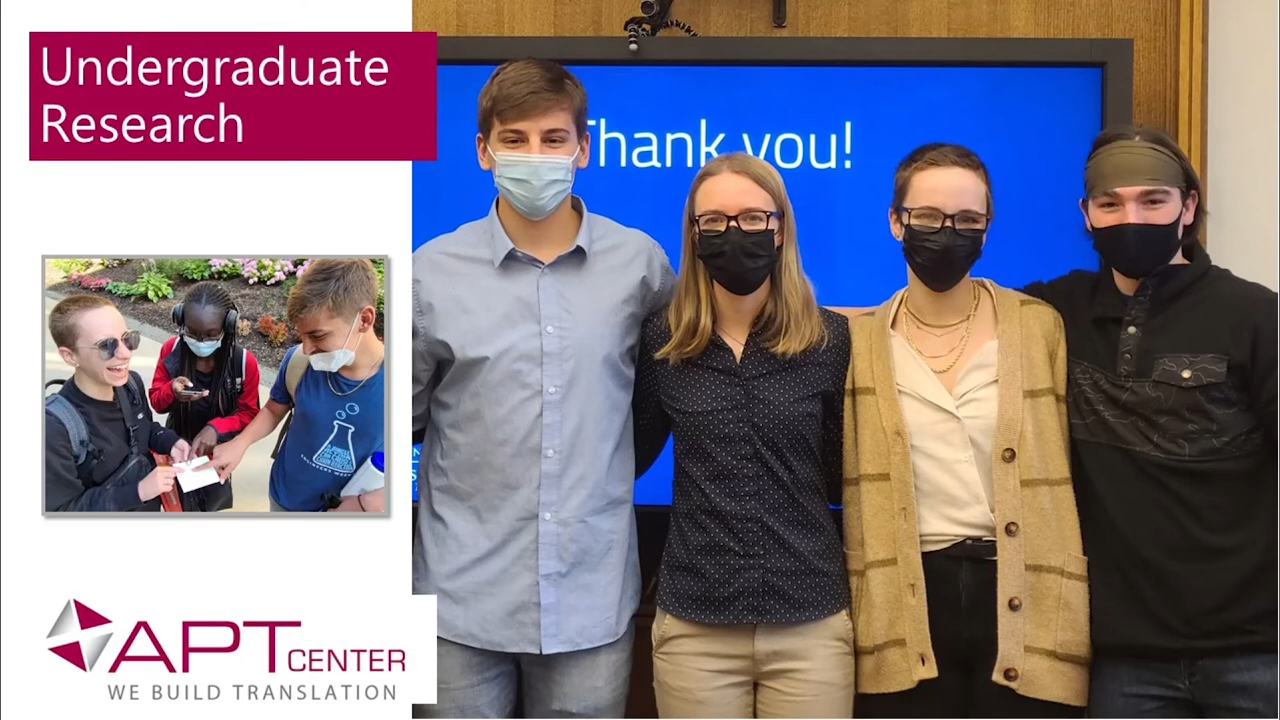 Undergraduate
Research
Thank you!
APT CENTER
WE BUILD TRANSLATION